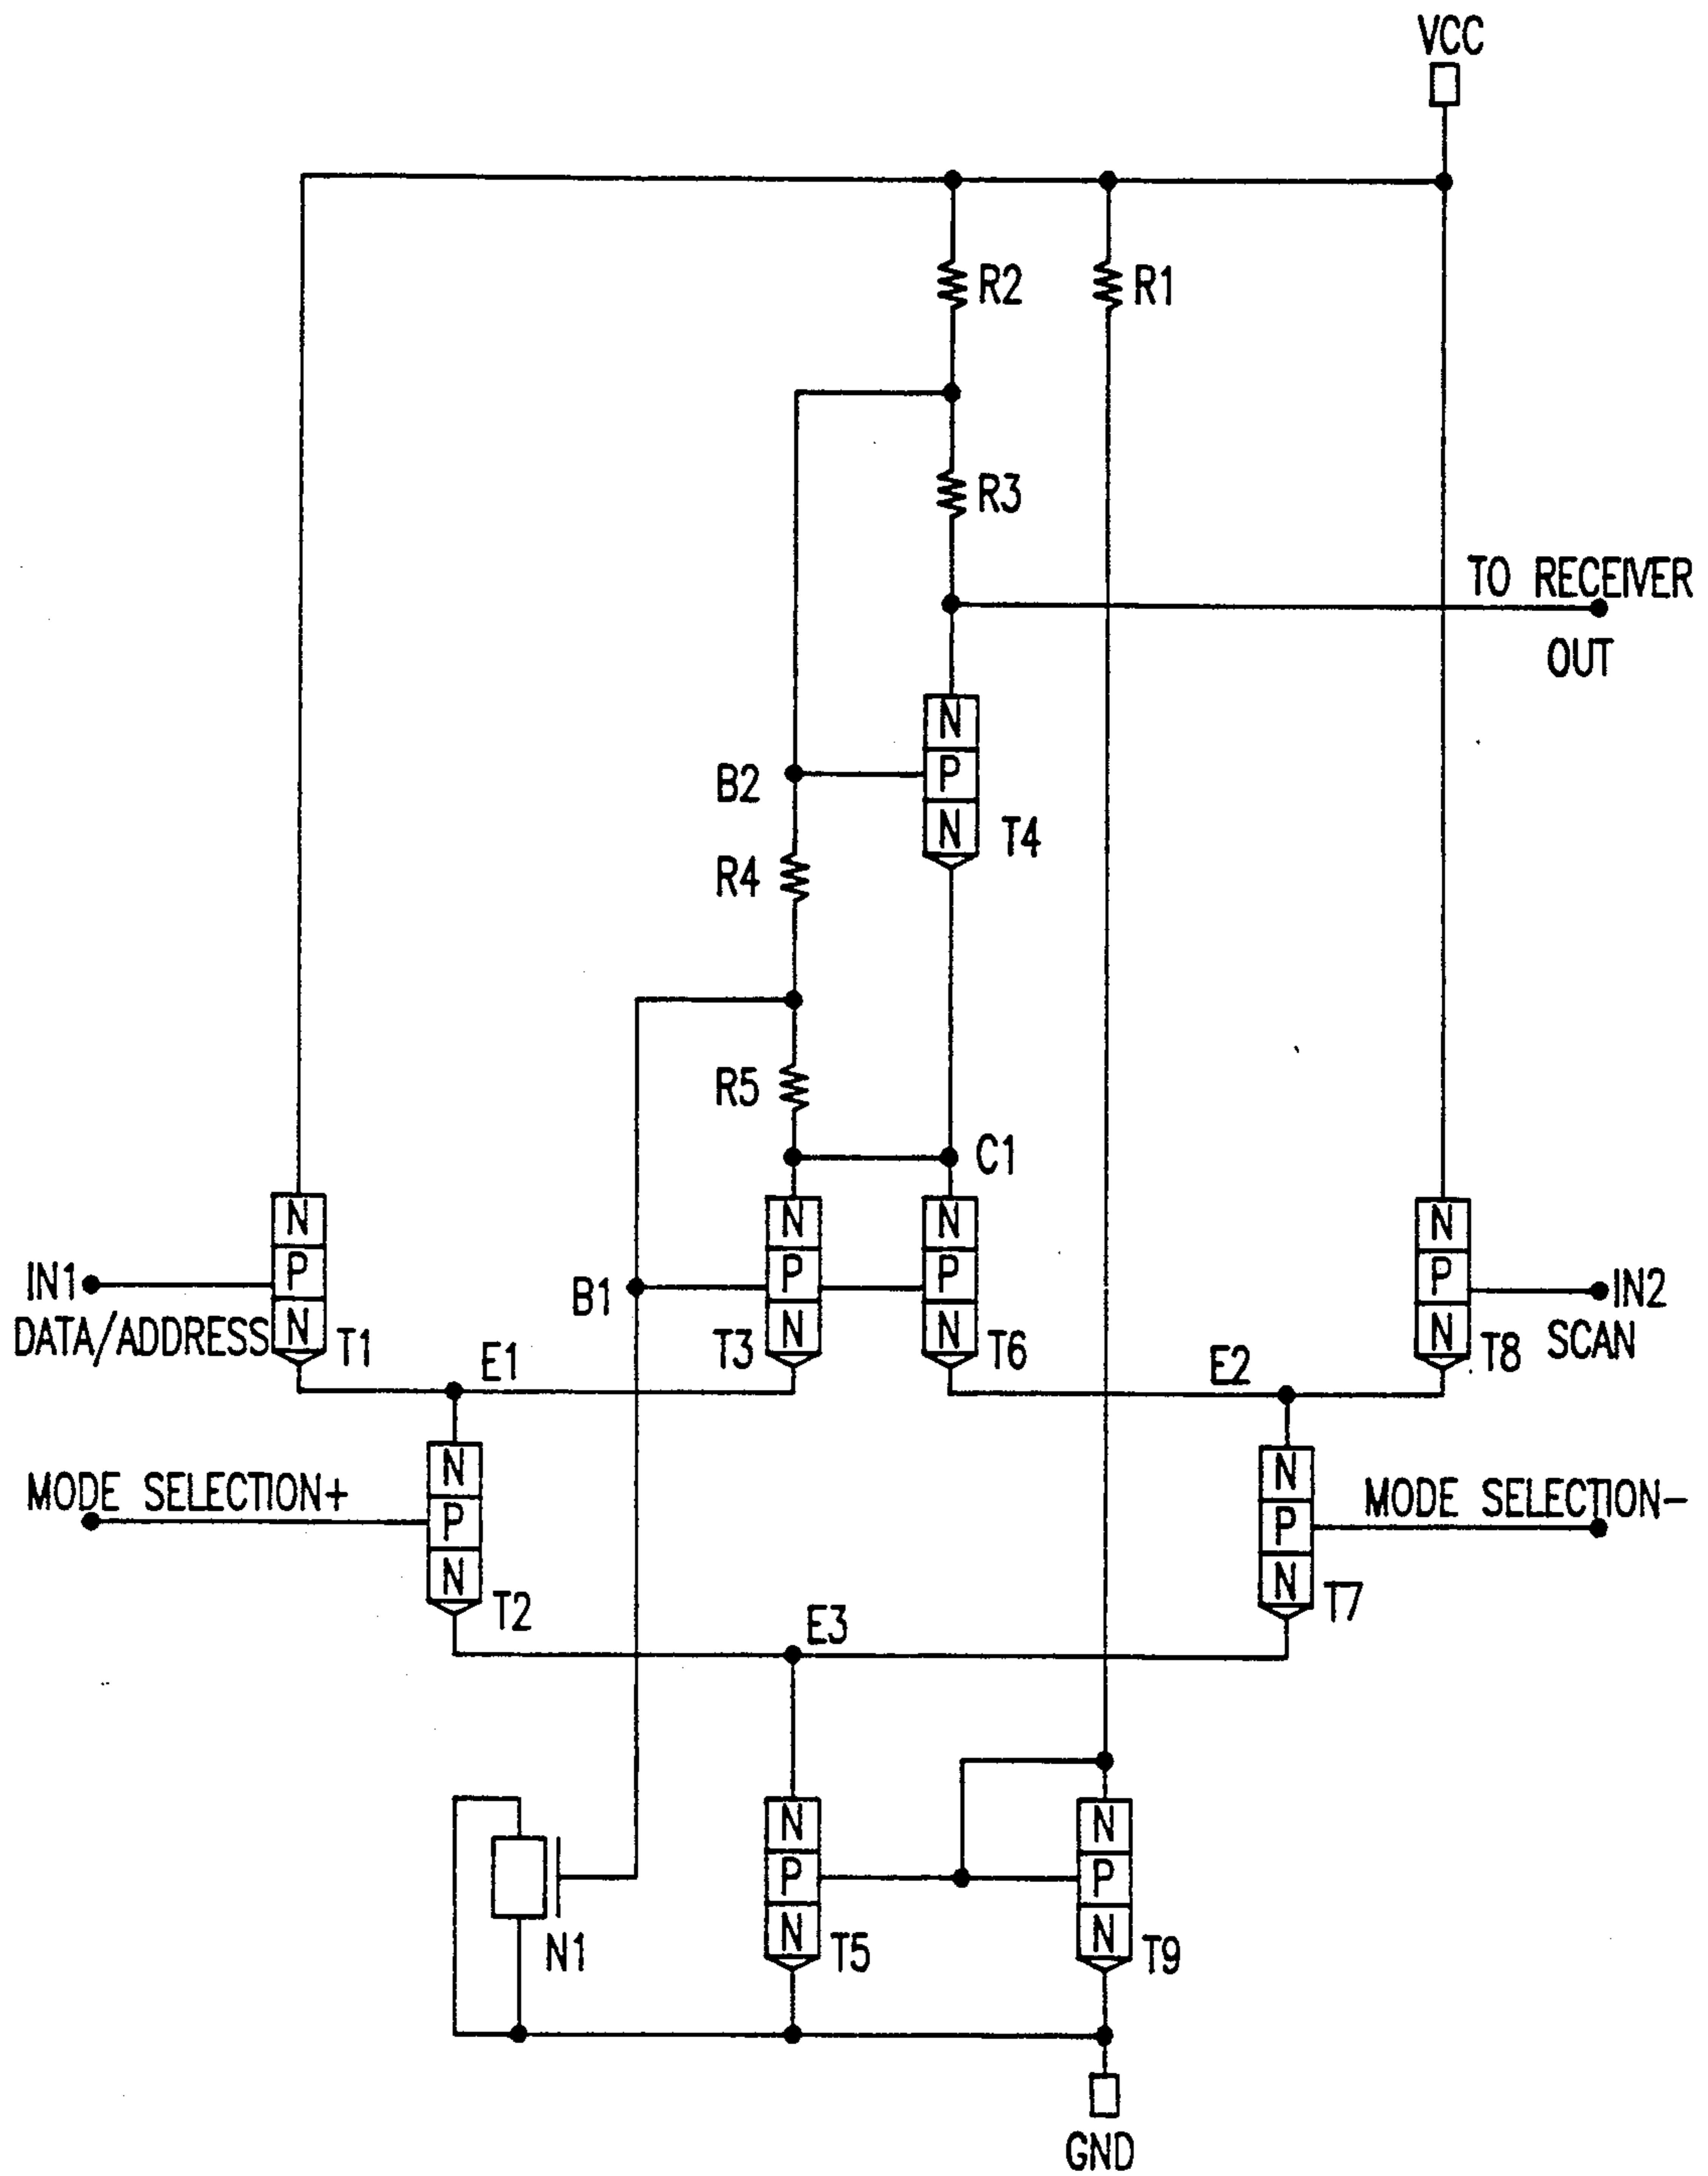 VCC
R2
R1
R3
TO RECEIVER
OUT
N
P
N
T4
B2
R4
R5
C1
N
P
N
T1
N
P
N
T3
N
P
N
T6
N
P
N
T8
IN1
DATA/ADDRESS
B1
IN2
SCAN
E1
E2
MODE SELECTION+
N
P
N
T2
N
P
N
T7
MODE SELECTION-
E3
N1
N
P
N
T5
N
P
N
T9
GND